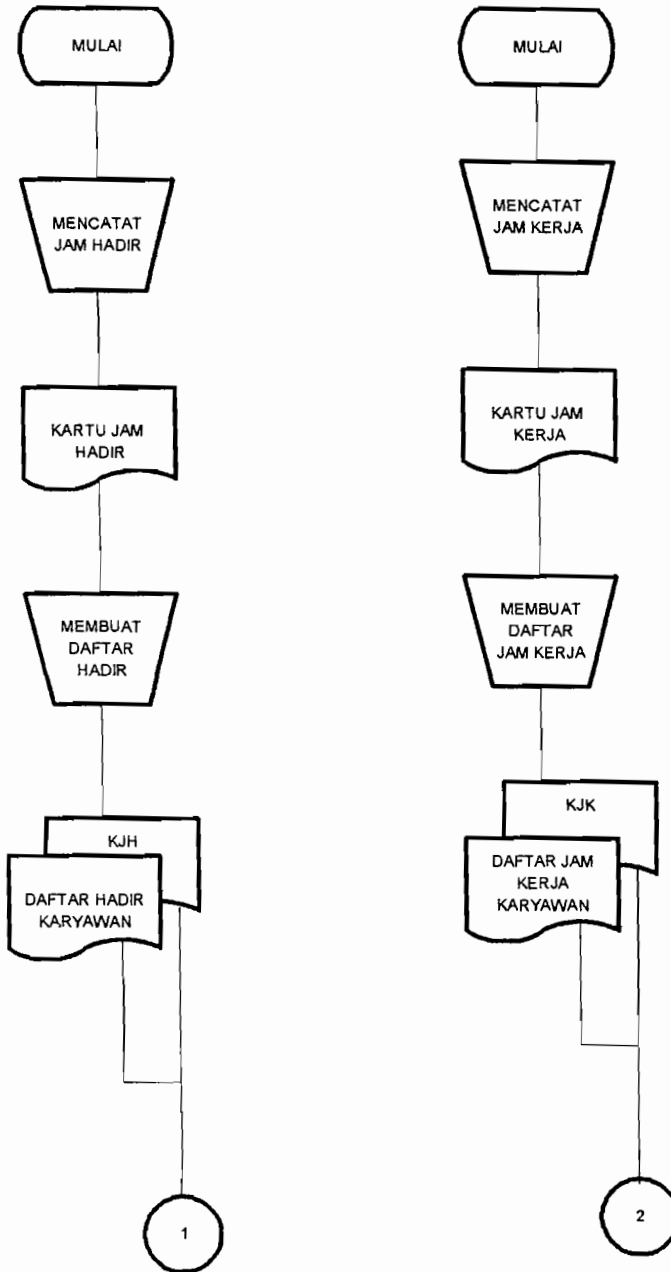 MULAI
MENCATAT
JAM HADIR
KARTU JAM
HADIR
MEMBUAT
DAFTAR
HADIR
KJH
DAFTAR HADIR
KARYAWAN
1
MULAI
MENCATAT
JAM KERJA
KARTU JAM
KERJA
MEMBUAT
DAFTAR
JAM KERJA
KJK
DAFTAR JAM
KERJA
KARYAWAN
2